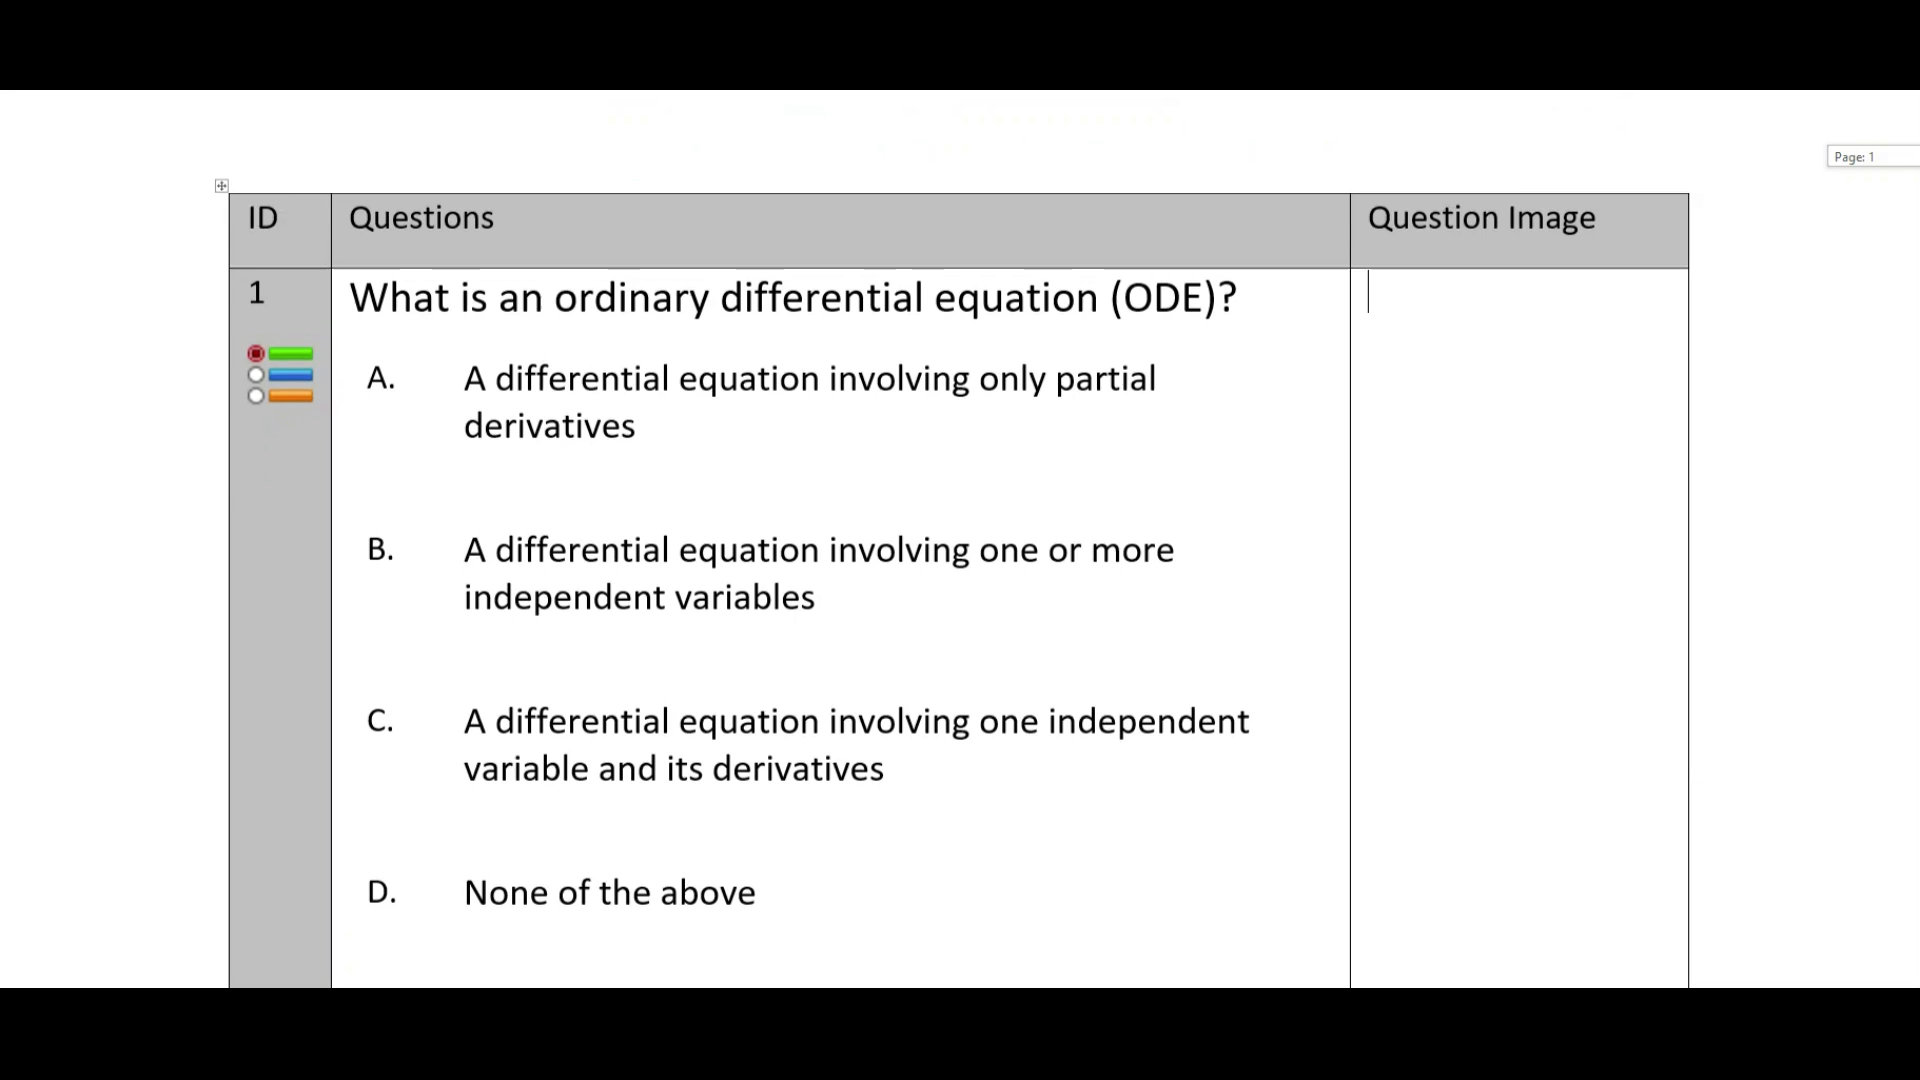 Page: 1
ID Questions Question Image
1 What is an ordinary differential equation (ODE)?
A. A differential equation involving only partial
derivatives
B. A differential equation involving one or more
independent variables
C. A differential equation involving one independent
variable and its derivatives
D. None of the above